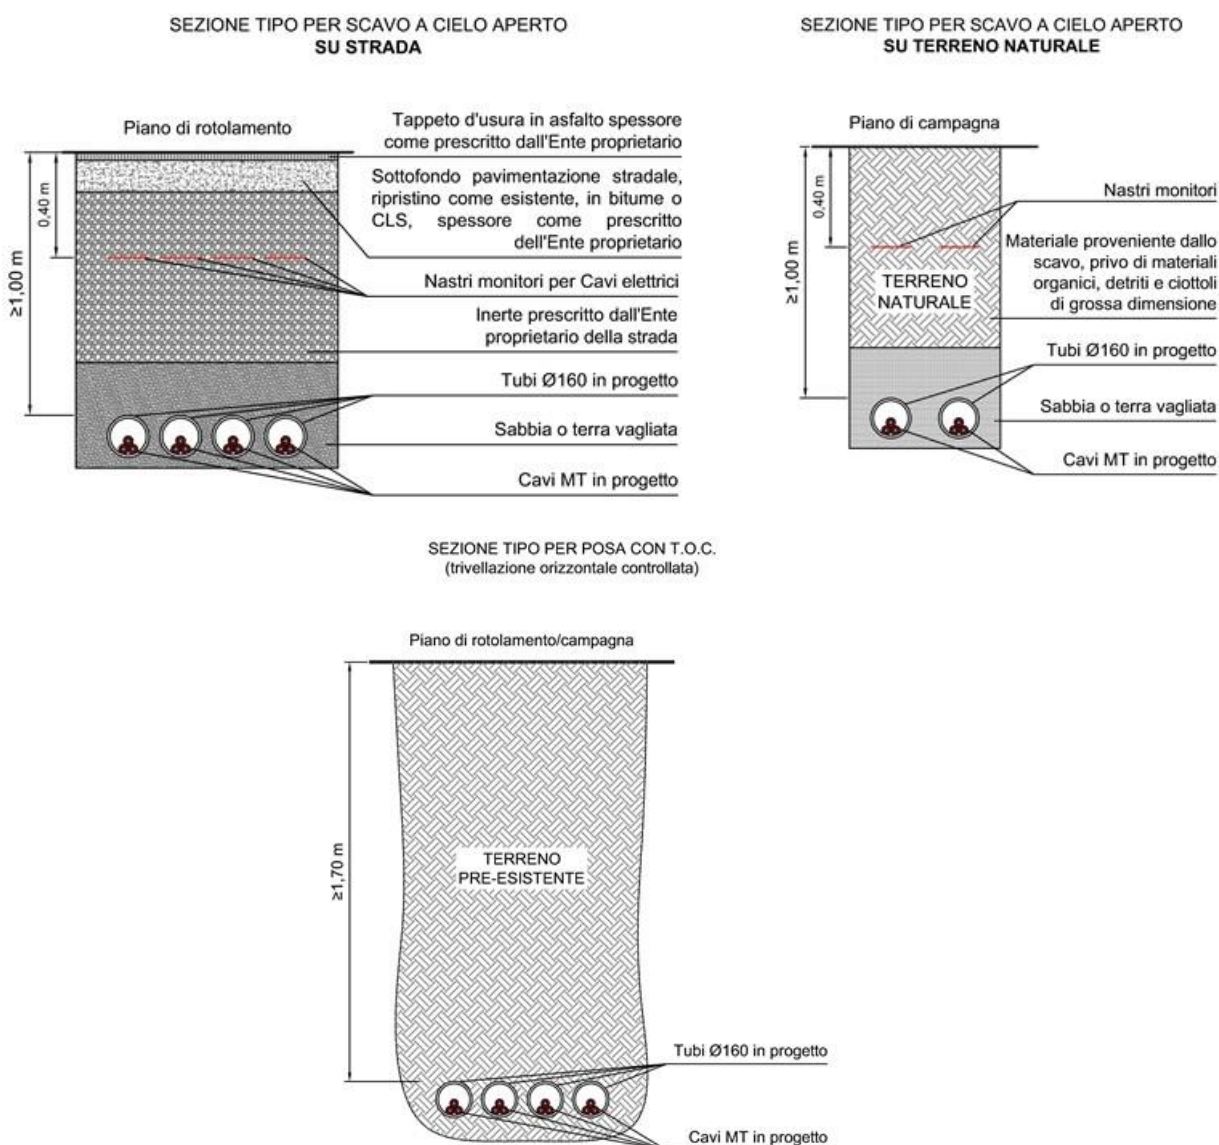 SEZIONE TIPO PER SCAVO A CIELO APERTO
SU STRADA
Piano di rotolamento
Tappeto d'usura in asfalto spessore
come prescritto dall'Ente proprietario
Sottofondo pavimentazione stradale,
ripristino come esistente, in bitume o
CLS, spessore come prescritto
dell'Ente proprietario
0,40 m
≥1,00 m
Nastri monitori per Cavi elettrici
Inerte prescritto dall'Ente
proprietario della strada
Tubi Ø160 in progetto
Sabbia o terra vagliata
Cavi MT in progetto
SEZIONE TIPO PER SCAVO A CIELO APERTO
SU TERRENO NATURALE
Piano di campagna
0,40 m
≥1,00 m
Nastri monitori
Materiale proveniente dallo
scavo, privo di materiali
organici, detriti e ciottoli
di grossa dimensione
TERRENO
NATURALE
Tubi Ø160 in progetto
Sabbia o terra vagliata
Cavi MT in progetto
SEZIONE TIPO PER POSA CON T.O.C.
(trivellazione orizzontale controllata)
Piano di rotolamento/campagna
≥1,70 m
TERRENO
PRE-ESISTENTE
Tubi Ø160 in progetto
Cavi MT in progetto